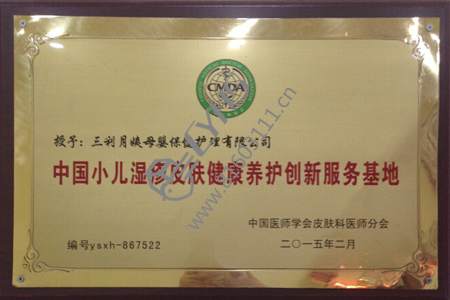 CMDA
授予：三利月嫂母婴保健护理有限公司
中国小儿湿疹皮肤健康养护创新服务基地
中国医师学会皮肤科医师分会
编号ysxh-867522
二〇一五年二月